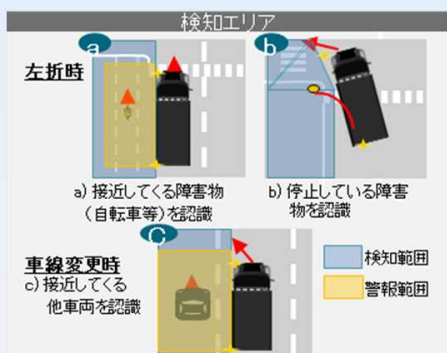 検知エリア
a
b
左折時
a) 接近してくる障害物
（自転車等）を認識
b) 停止している障害
物を認識
C
車線変更時
c) 接近してくる
他車両を認識
検知範囲
警報範囲